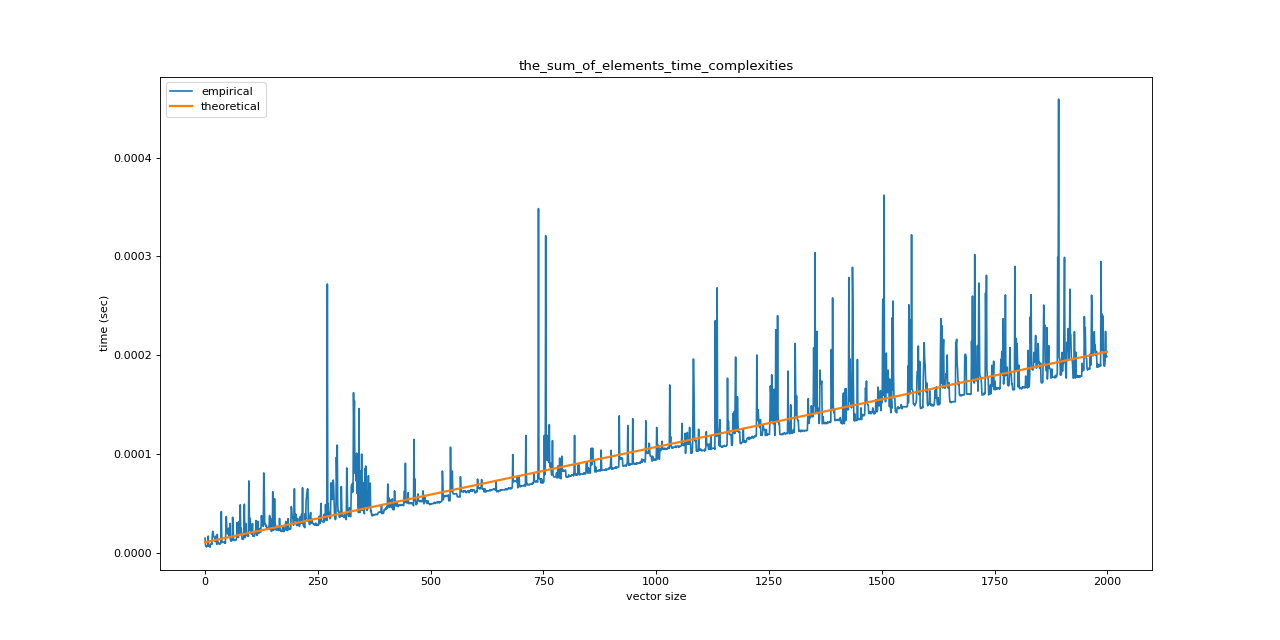 the_sum_of_elements_time_complexities
empirical
theoretical
0.0004
0.0003
0.0002
0.0001
0.0000
time (sec)
0 250 500 750 1000 1250 1500 1750 2000
vector size